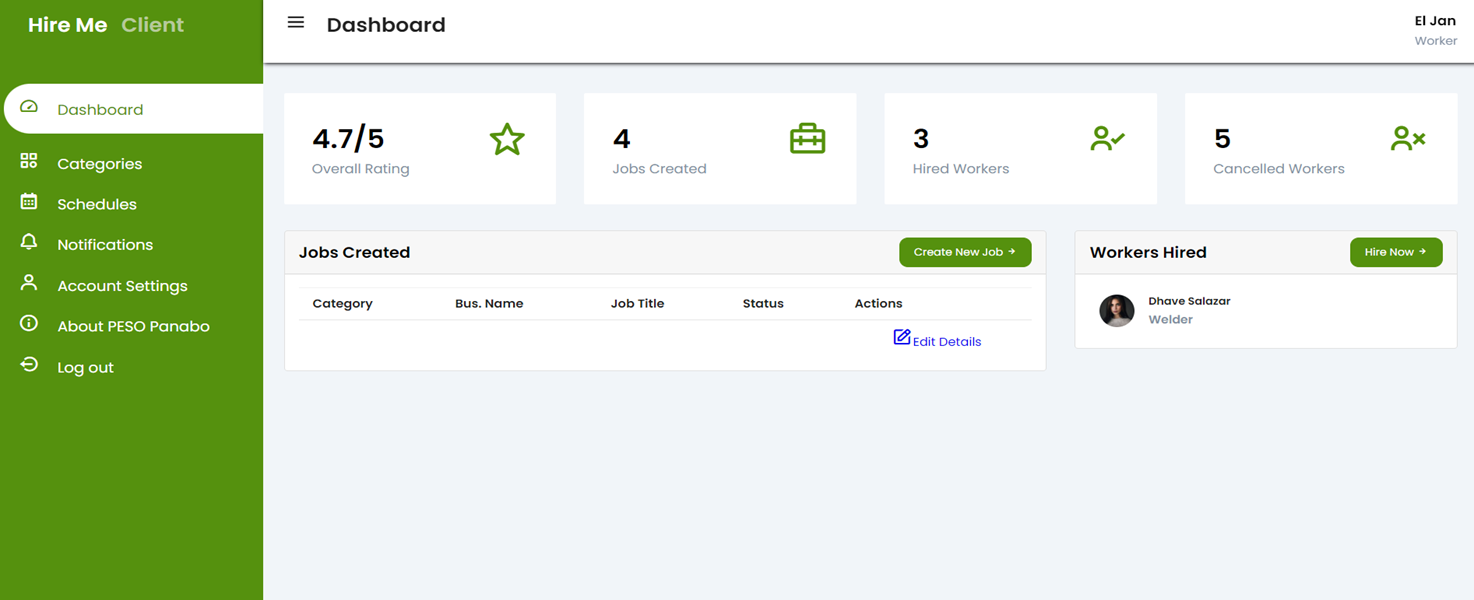 Hire Me Client
Dashboard
El Jan
Worker
Dashboard
Categories
Schedules
Notifications
Account Settings
About PESO Panabo
Log out
4.7/5
Overall Rating
4
Jobs Created
3
Hired Workers
5
Cancelled Workers
Jobs Created
Create New Job →
Category Bus. Name Job Title Status Actions
Edit Details
Workers Hired
Hire Now →
Dhave Salazar
Welder